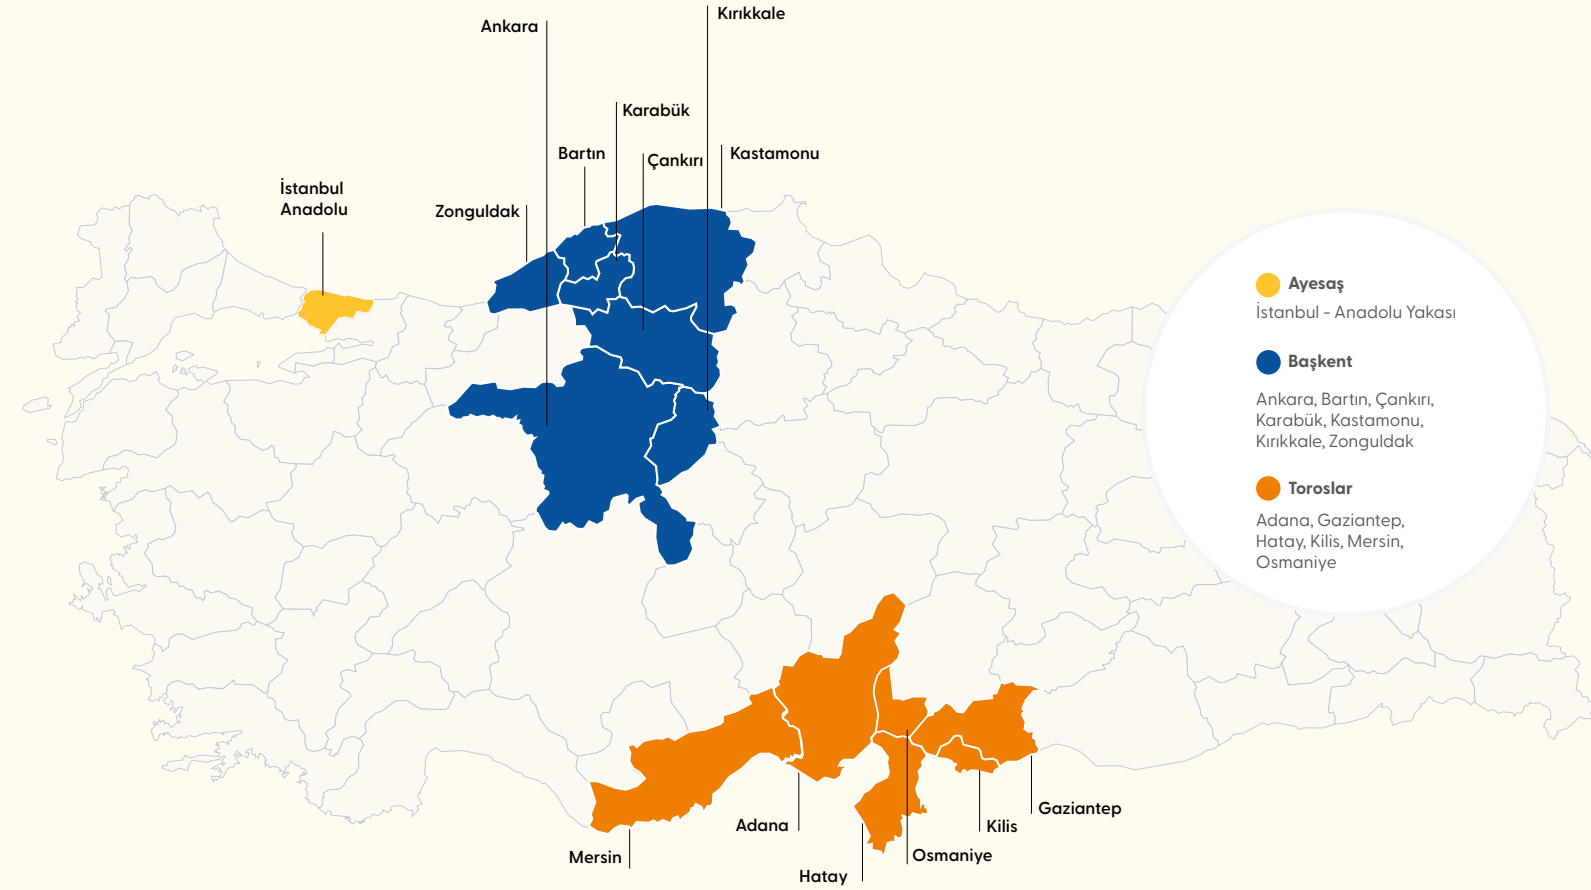 Ankara
Kırıkkale
Karabük
Bartın
Çankırı
Kastamonu
Zonguldak
İstanbul
Anadolu
Ayesaş
İstanbul - Anadolu Yakası
Başkent
Ankara, Bartın, Çankırı,
Karabük, Kastamonu,
Kırıkkale, Zonguldak
Toroslar
Adana, Gaziantep,
Hatay, Kilis, Mersin,
Osmaniye
Gaziantep
Kilis
Adana
Osmaniye
Mersin
Hatay